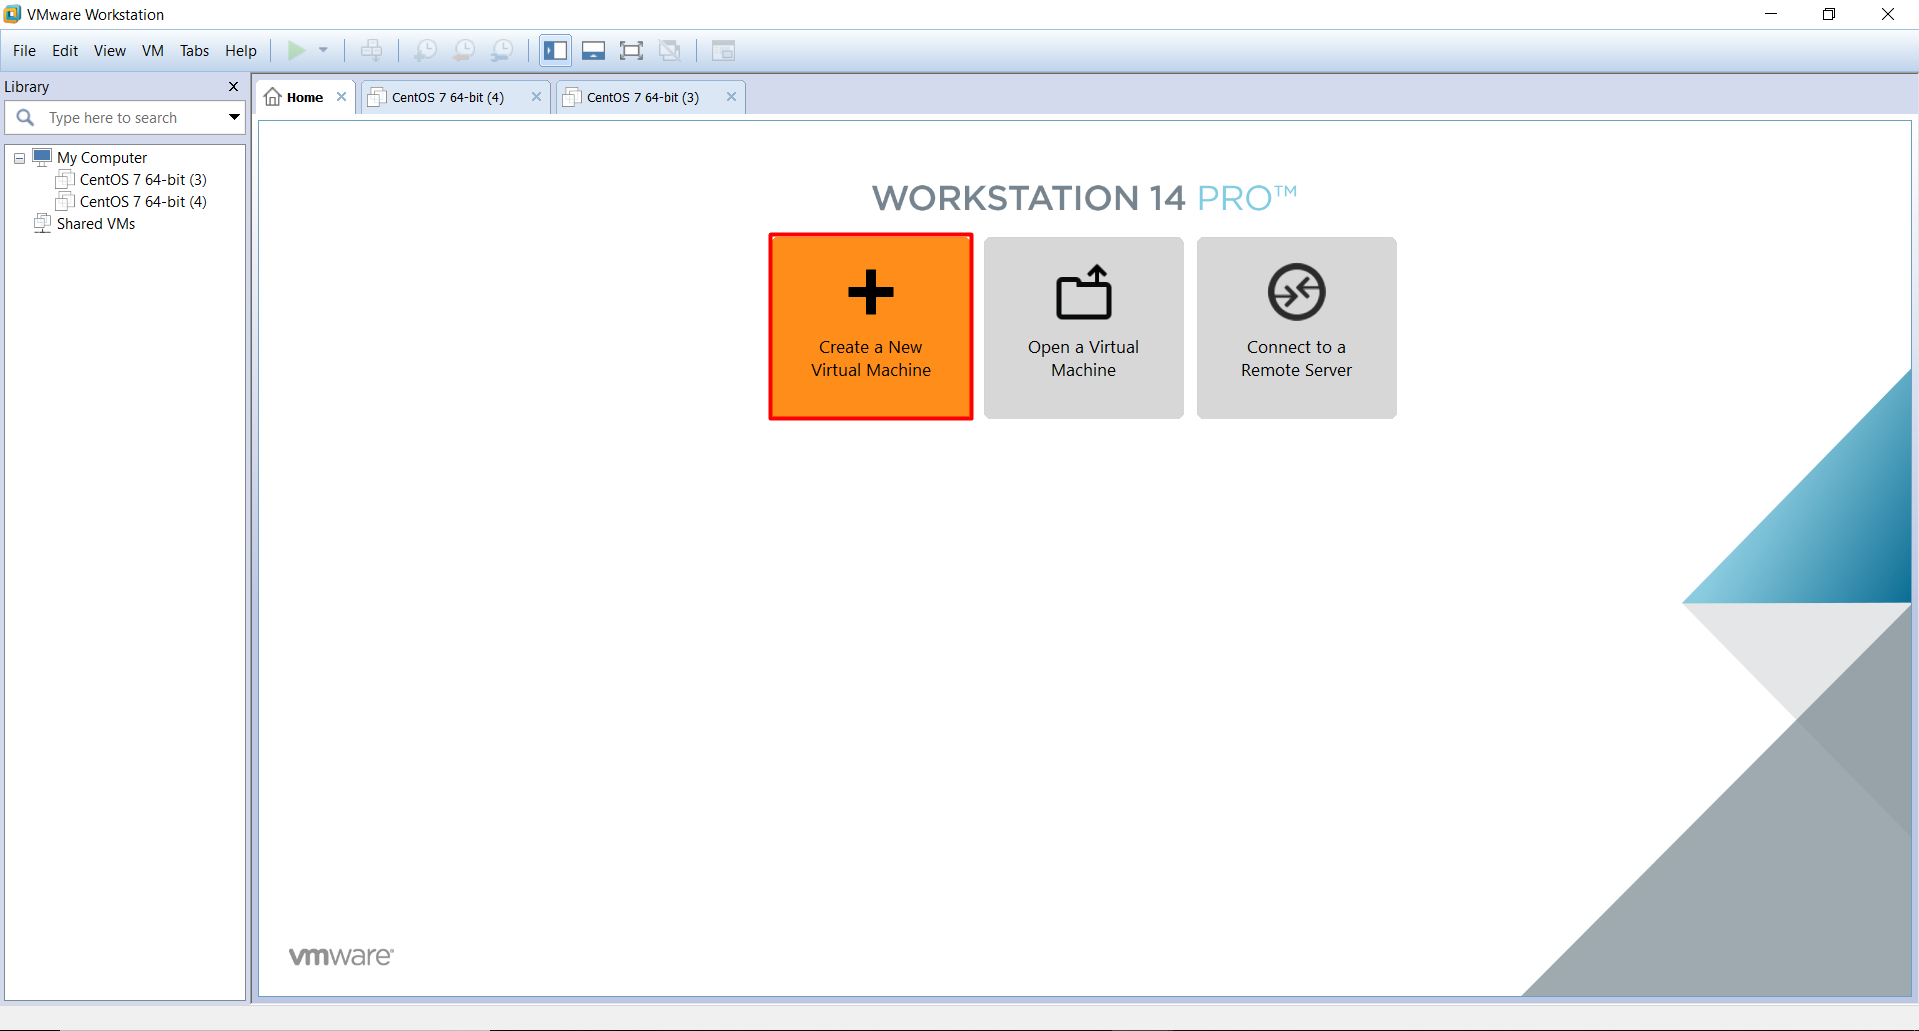 VMware Workstation
File Edit View VM Tabs Help
Library
Type here to search
My Computer
CentOS 7 64-bit (3)
CentOS 7 64-bit (4)
Shared VMs
Home
CentOS 7 64-bit (4)
CentOS 7 64-bit (3)
WORKSTATION 14 PRO™
Create a New
Virtual Machine
Open a Virtual
Machine
Connect to a
Remote Server
vmware